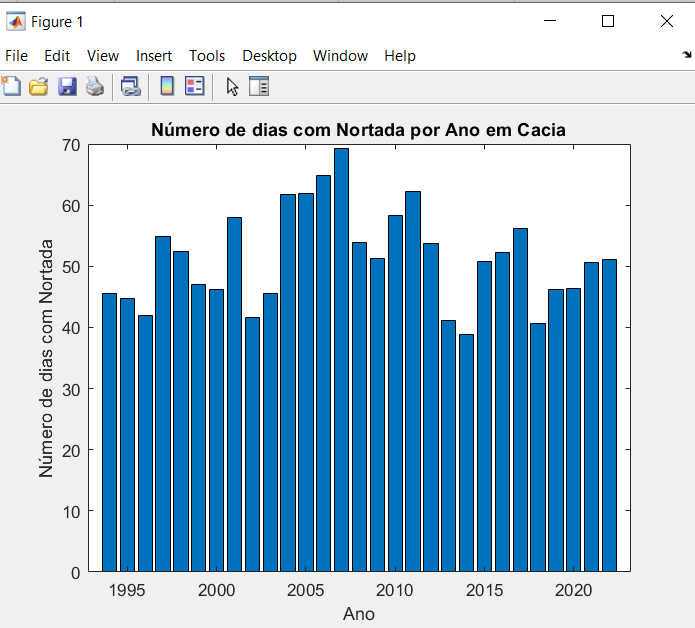 Figure 1
File Edit View Insert Tools Desktop Window Help
Número de dias com Nortada por Ano em Cacia
70
60
50
40
30
20
10
0
Número de dias com Nortada
1995 2000 2005 2010 2015 2020
Ano